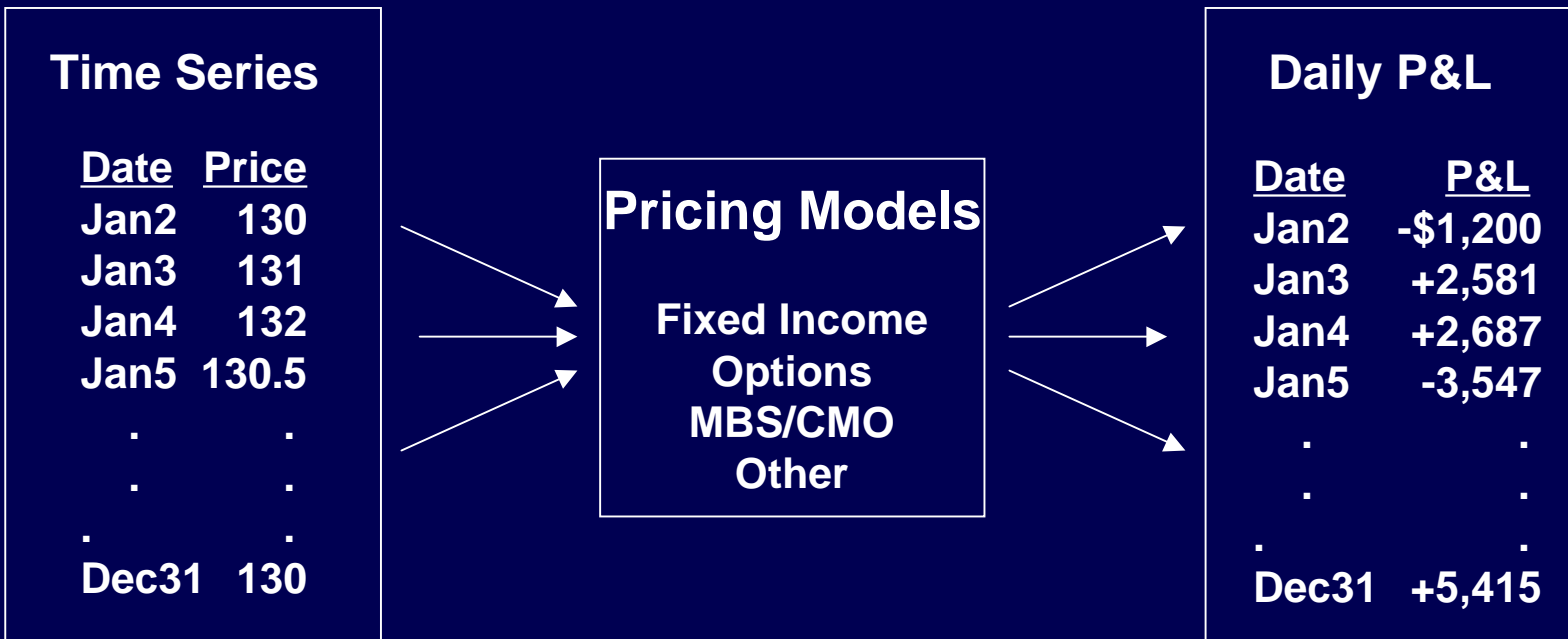 Time Series
Date Price
Jan2 130
Jan3 131
Jan4 132
Jan5 130.5
. .
. .
. .
Dec31 130
Pricing Models
Fixed Income
Options
MBS/CMO
Other
Daily P&L
Date P&L
Jan2 -$1,200
Jan3 +2,581
Jan4 +2,687
Jan5 -3,547
. .
. .
. .
Dec31 +5,415